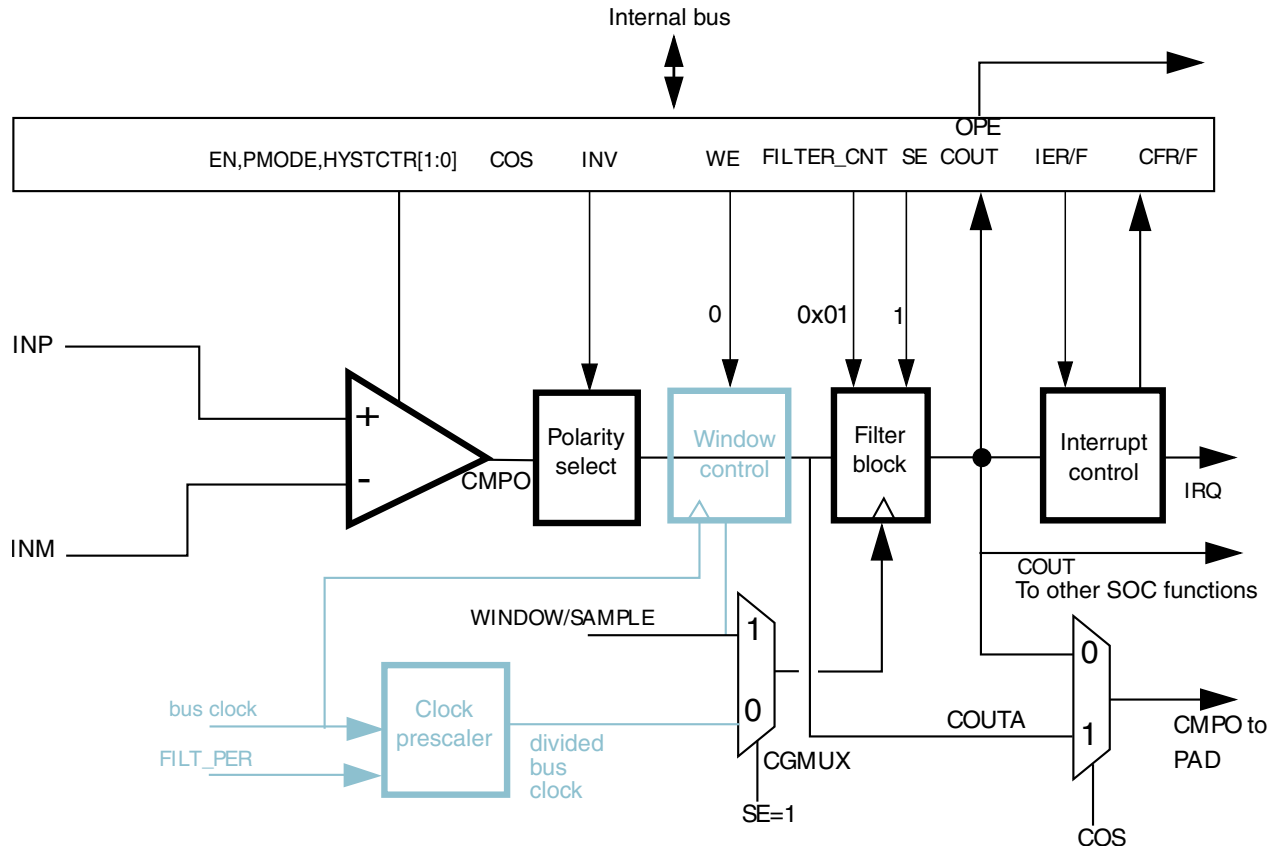 Internal bus
OPE
EN,PMODE,HYSTCTR[1:0] COS INV WE FILTER_CNT SE COUT IER/F CFR/F
0 0x01 1
INP
+
-
CMPO
Polarity
select
Window
control
Filter
block
Interrupt
control
IRQ
INM
COUT
To other SOC functions
WINDOW/SAMPLE
1
0
CGMUX
SE=1
bus clock
FILT_PER
Clock
prescaler
divided
bus
clock
COUTA
0
1
CMPO to
PAD
COS